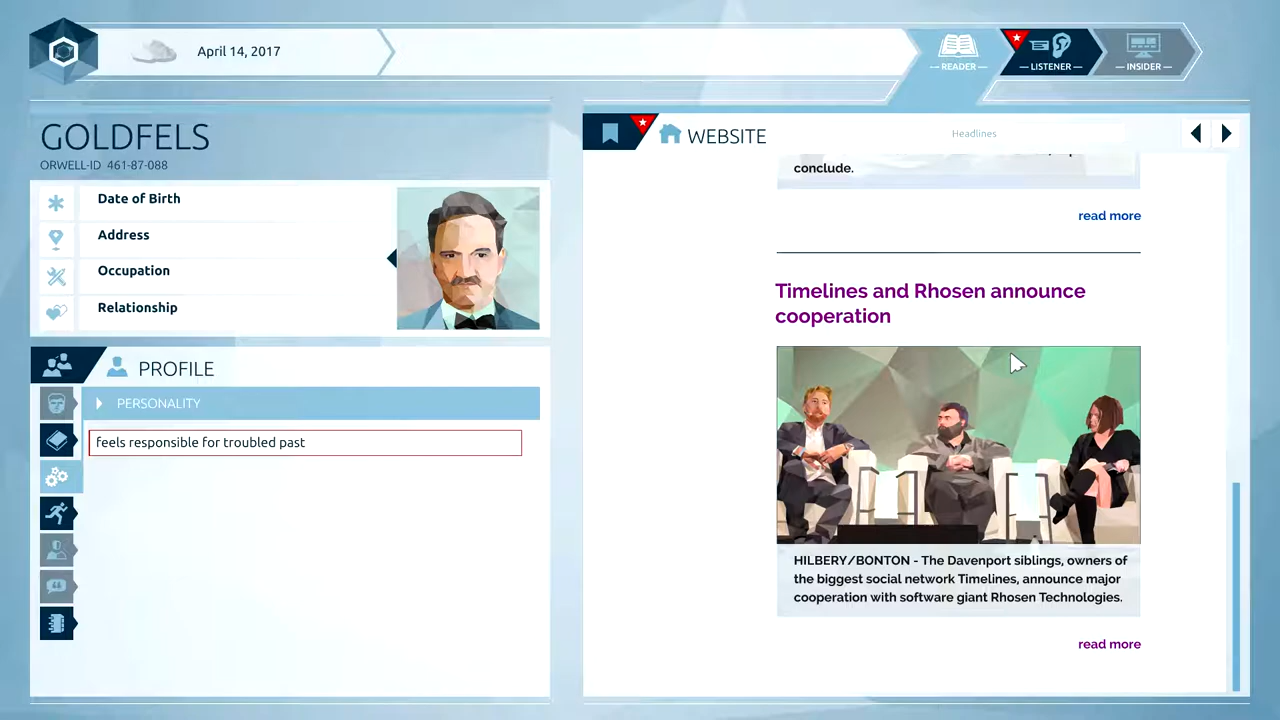 April 14, 2017
READER
LISTENER
INSIDER
GOLDFELS
ORWELL-ID 461-87-088
Date of Birth
Address
Occupation
Relationship
PROFILE
PERSONALITY
feels responsible for troubled past
WEBSITE
Headlines
conclude.
read more
Timelines and Rhosen announce
cooperation
HILBERY/BONTON - The Davenport siblings, owners of
the biggest social network Timelines, announce major
cooperation with software giant Rhosen Technologies.
read more